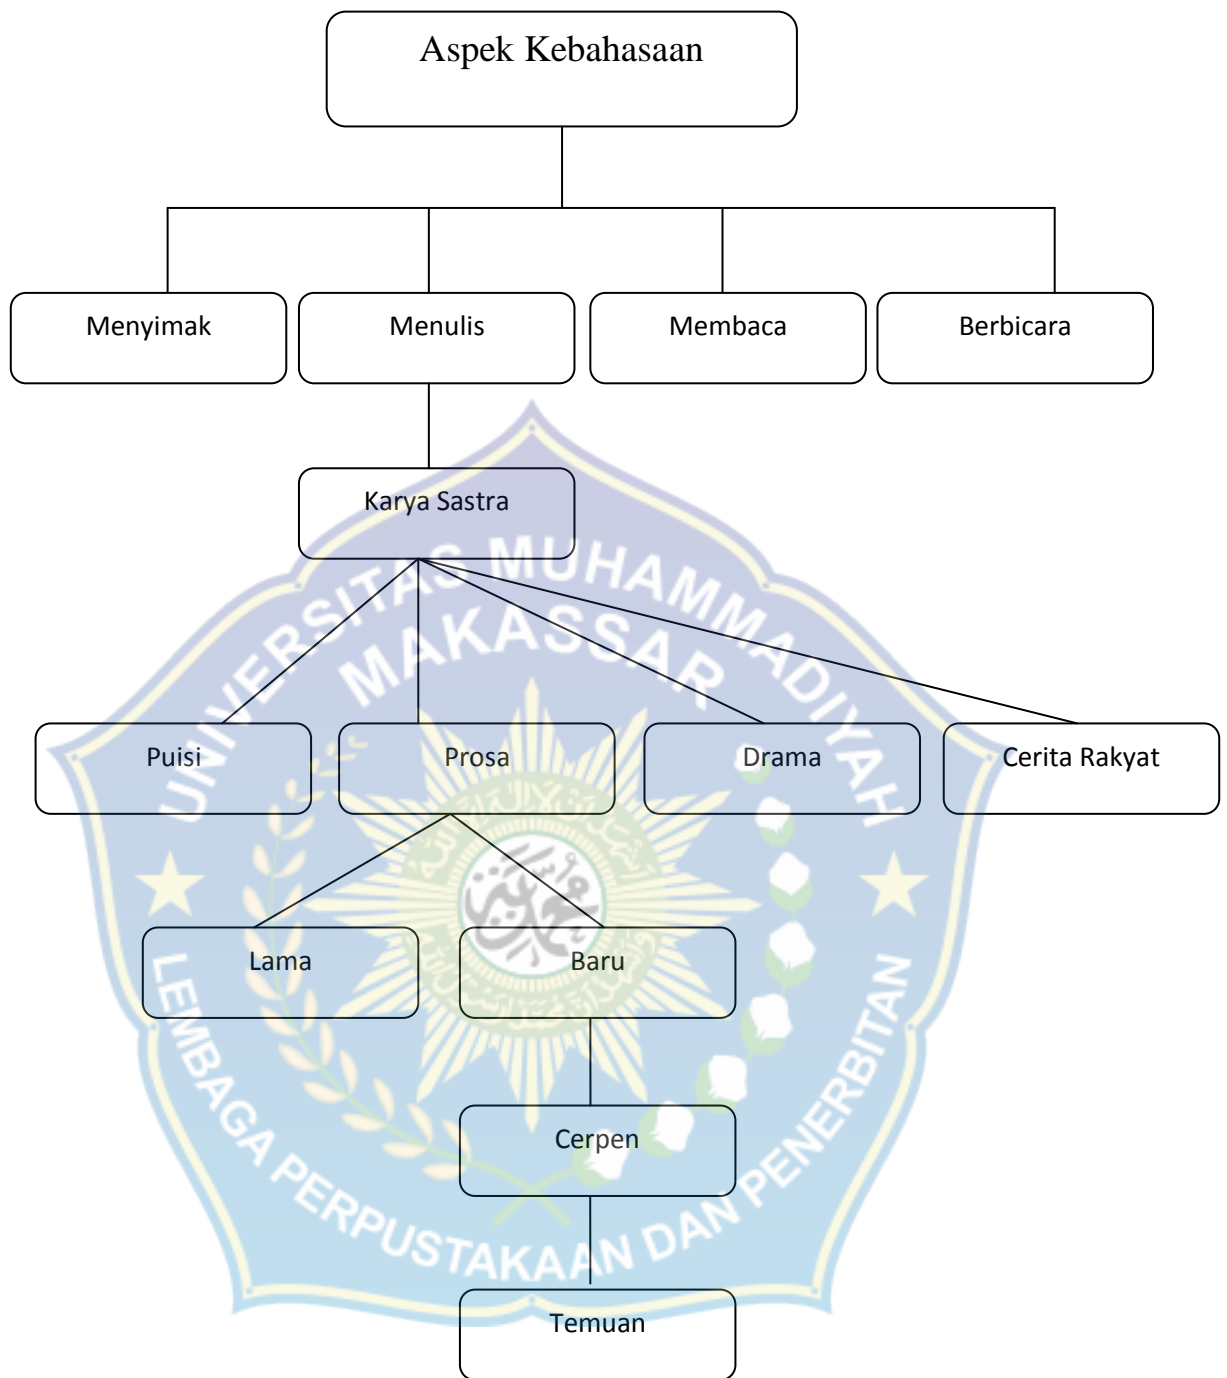 Aspek Kebahasaan
Menyimak
Menulis
Membaca
Berbicara
Karya Sastra
UNIVERSITAS MUHAMMADIYAH
MAKASSAR
Puisi
Prosa
Drama
Cerita Rakyat
Lama
Baru
Cerpen
LEMBAGA PERPUSTAKAAN DAN PENERBITAN
Temuan